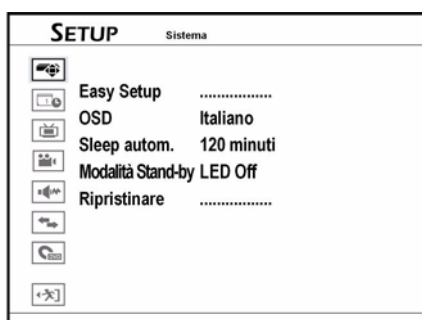 SETUP Sistema
Easy Setup .................
OSD Italiano
Sleep autom. 120 minuti
Modalità Stand-by LED Off
Ripristinare .................